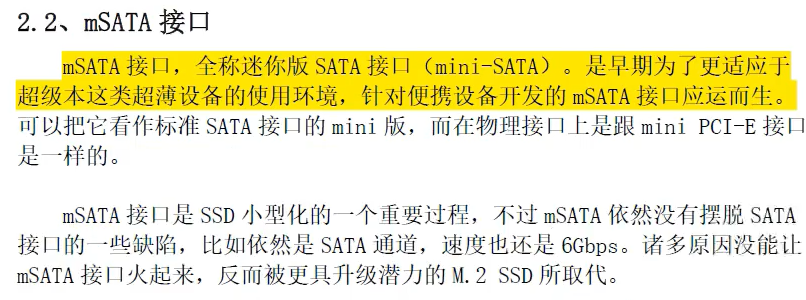 2.2、mSATA 接口
mSATA 接口，全称迷你版 SATA 接口（mini-SATA）。是早期为了更适应于
超级本这类超薄设备的使用环境，针对便携设备开发的 mSATA 接口应运而生。
可以把它看作标准 SATA 接口的 mini 版，而在物理接口上是跟 mini PCI-E 接口
是一样的。
mSATA 接口是 SSD 小型化的一个重要过程，不过 mSATA 依然没有摆脱 SATA
接口的一些缺陷，比如依然是 SATA 通道，速度也还是 6Gbps。诸多原因没能让
mSATA 接口火起来，反而被更具升级潜力的 M.2 SSD 所取代。